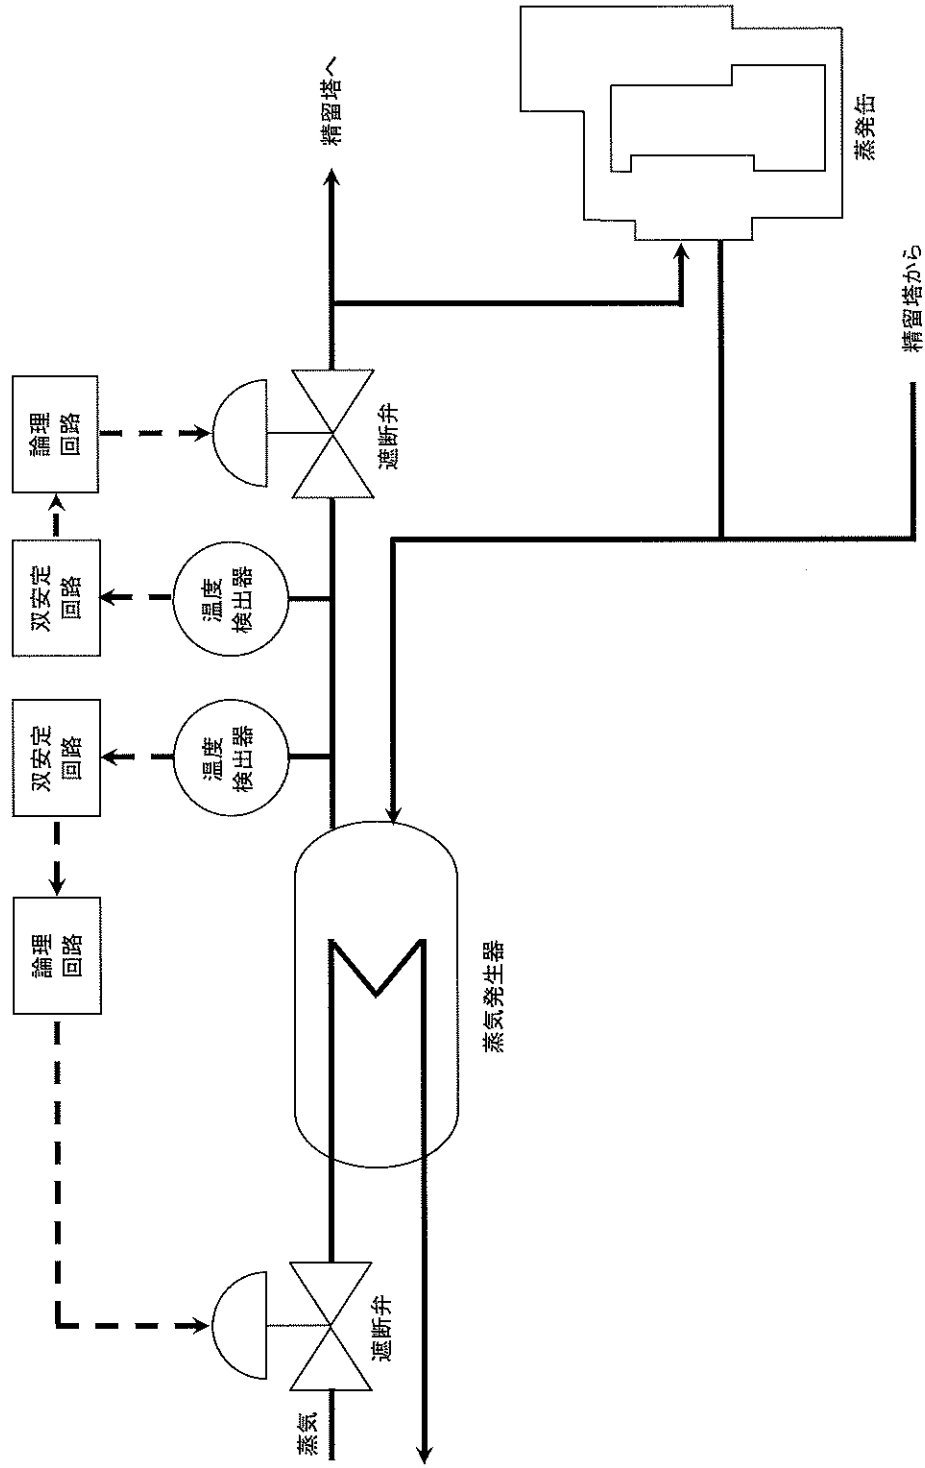 蒸気
遮断弁
論理
回路
双安定
回路
温度
検出器
蒸気発生器
双安定
回路
温度
検出器
論理
回路
遮断弁
精留塔へ
蒸発缶
精留塔から